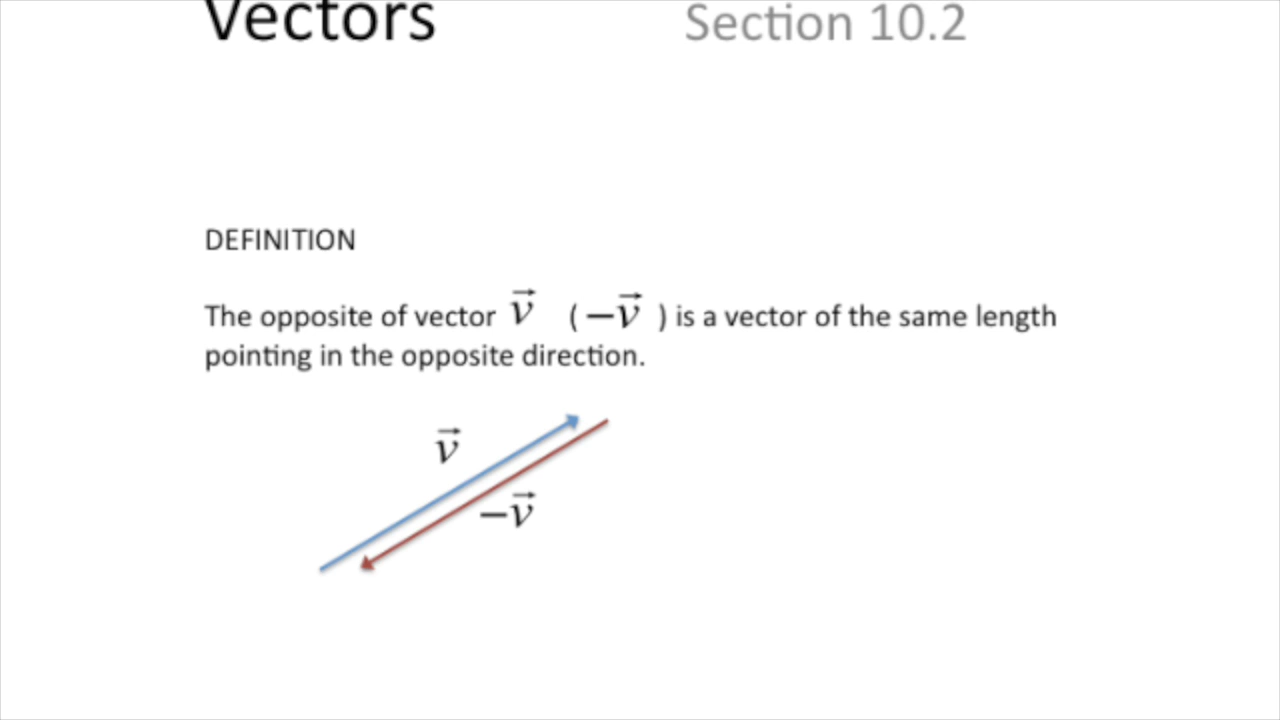 Vectors Section 10.2
DEFINITION
The opposite of vector v⃗ (−v⃗ ) is a vector of the same length
pointing in the opposite direction.
v⃗
−v⃗